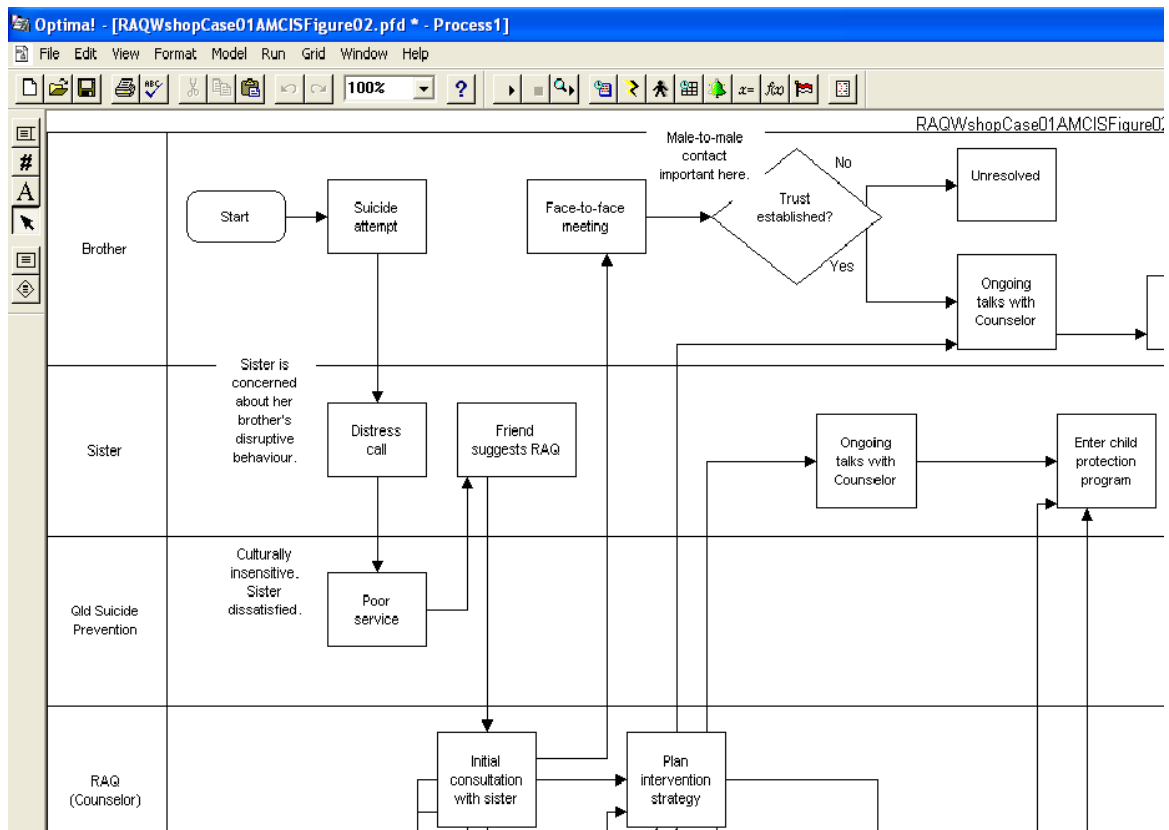 Optima! - [RAQWshopCase01AMCISFigure02.pfd * - Process1]
File Edit View Format Model Run Grid Window Help
ABC
100%
?
x=
f(x)
#
A
RAQWshopCase01AMCISFigure02
Brother
Start
Suicide
attempt
Face-to-face
meeting
Male-to-male
contact
important here.
Trust
established?
No
Yes
Unresolved
Ongoing
talks with
Counselor
Sister
Sister is
concerned
about her
brother's
disruptive
behaviour.
Distress
call
Friend
suggests RAQ
Ongoing
talks with
Counselor
Enter child
protection
program
Qld Suicide
Prevention
Culturally
insensitive.
Sister
dissatisfied.
Poor
service
RAQ
(Counselor)
Initial
consultation
with sister
Plan
intervention
strategy